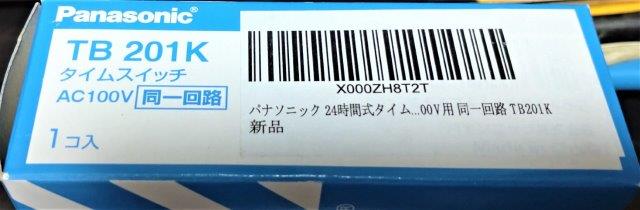 Panasonic
TB 201K
タイムスイッチ
AC100V 同一回路
1コ入
X000ZH8T2T
パナソニック 24時間式タイム...00V用 同一回路 TB201K
新品